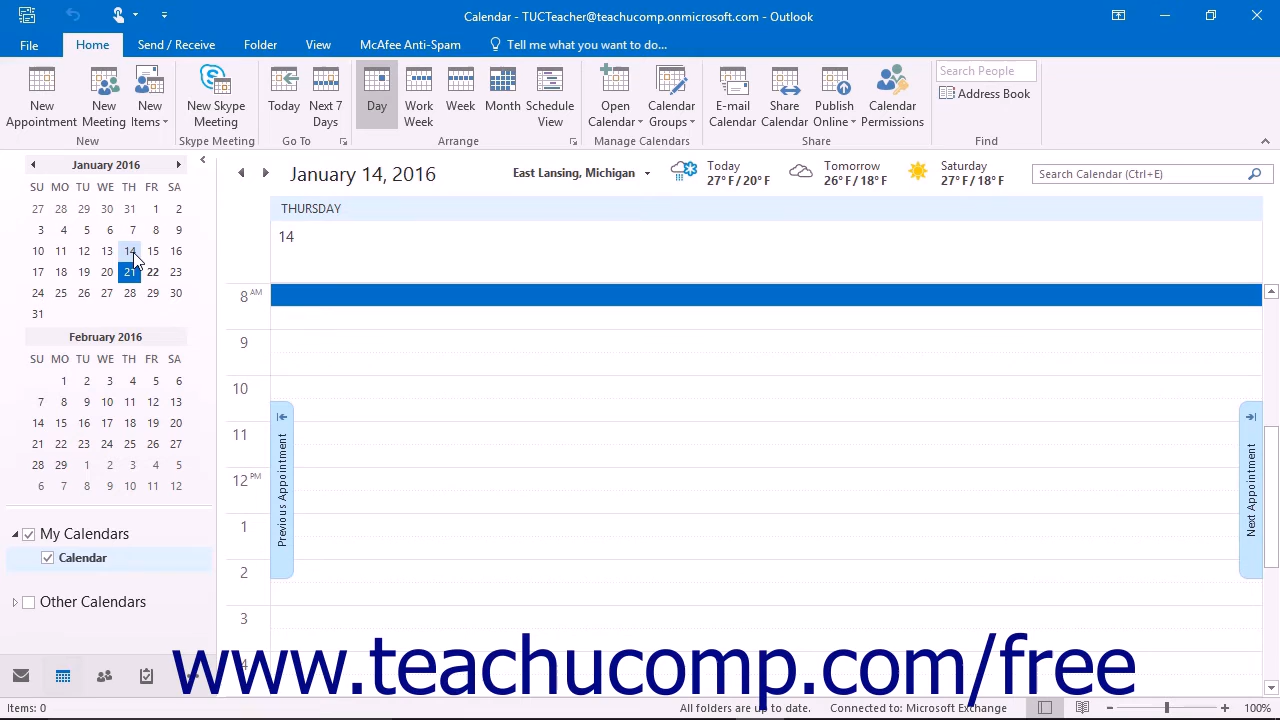 Calendar - TUCTeacher@teachucomp.onmicrosoft.com - Outlook
File Home Send / Receive Folder View McAfee Anti-Spam Tell me what you want to do...
New Appointment
New Meeting
New Items
New Skype Meeting
Today
Next 7 Days
Day
Work Week
Week
Month
Schedule View
Open Calendar
Calendar Groups
E-mail Calendar
Share Calendar
Publish Online
Calendar Permissions
Search People
Address Book
New Skype Meeting Go To Arrange Manage Calendars Share Find
January 2016
SU MO TU WE TH FR SA
27 28 29 30 31 1 2
3 4 5 6 7 8 9
10 11 12 13 14 15 16
17 18 19 20 21 22 23
24 25 26 27 28 29 30
31
February 2016
SU MO TU WE TH FR SA
1 2 3 4 5 6
7 8 9 10 11 12 13
14 15 16 17 18 19 20
21 22 23 24 25 26 27
28 29 1 2 3 4 5
6 7 8 9 10 11 12
My Calendars
Calendar
Other Calendars
January 14, 2016
East Lansing, Michigan
Today
27° F / 20° F
Tomorrow
26° F / 18° F
Saturday
27° F / 18° F
Search Calendar (Ctrl+E)
THURSDAY
14
8 AM
9
10
11
12 PM
1
2
3
4
Previous Appointment
Next Appointment
www.teachucomp.com/free
Items: 0
All folders are up to date.
Connected to: Microsoft Exchange
100%